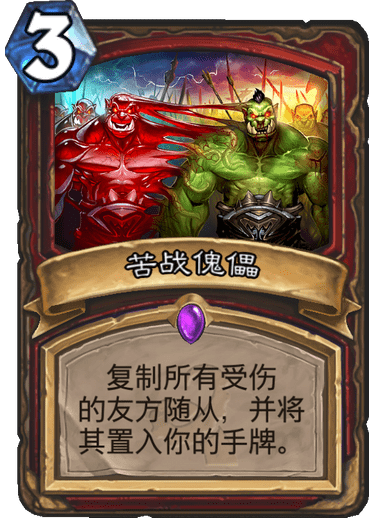 3
苦战傀儡
复制所有受伤
的友方随从，并将
其置入你的手牌。